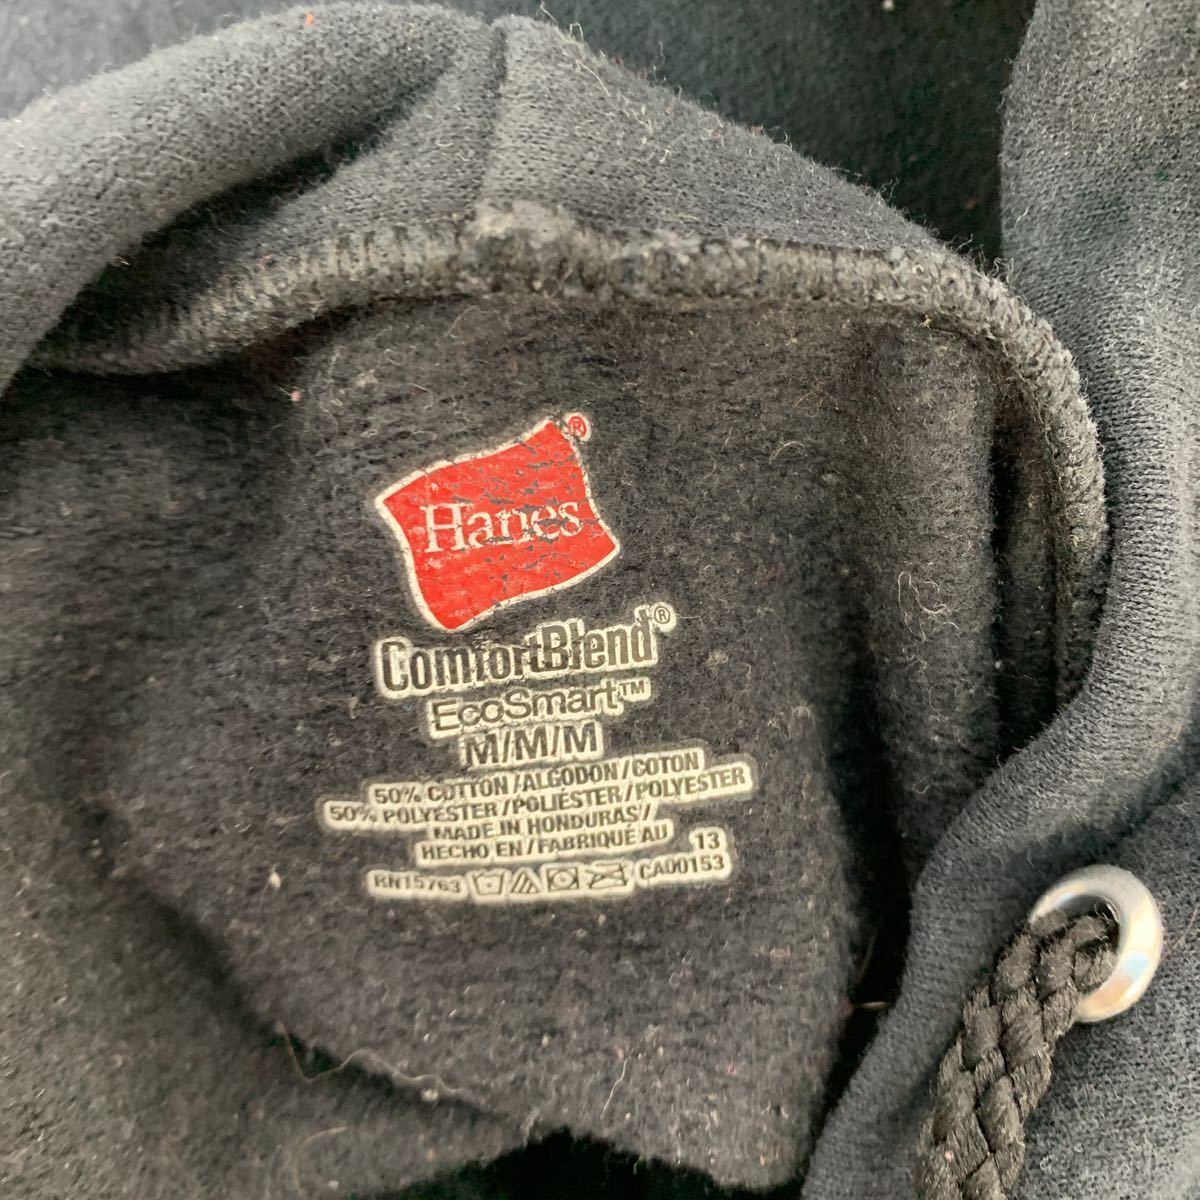 Hanes®
ComfortBlend®
EcoSmart™
M/M/M
50% COTTON/ALGODON/COTON
50% POLYESTER/POLIÉSTER/POLYESTER
MADE IN HONDURAS/
HECHO EN/FABRIQUÉ AU 13
RN15763 CA00153